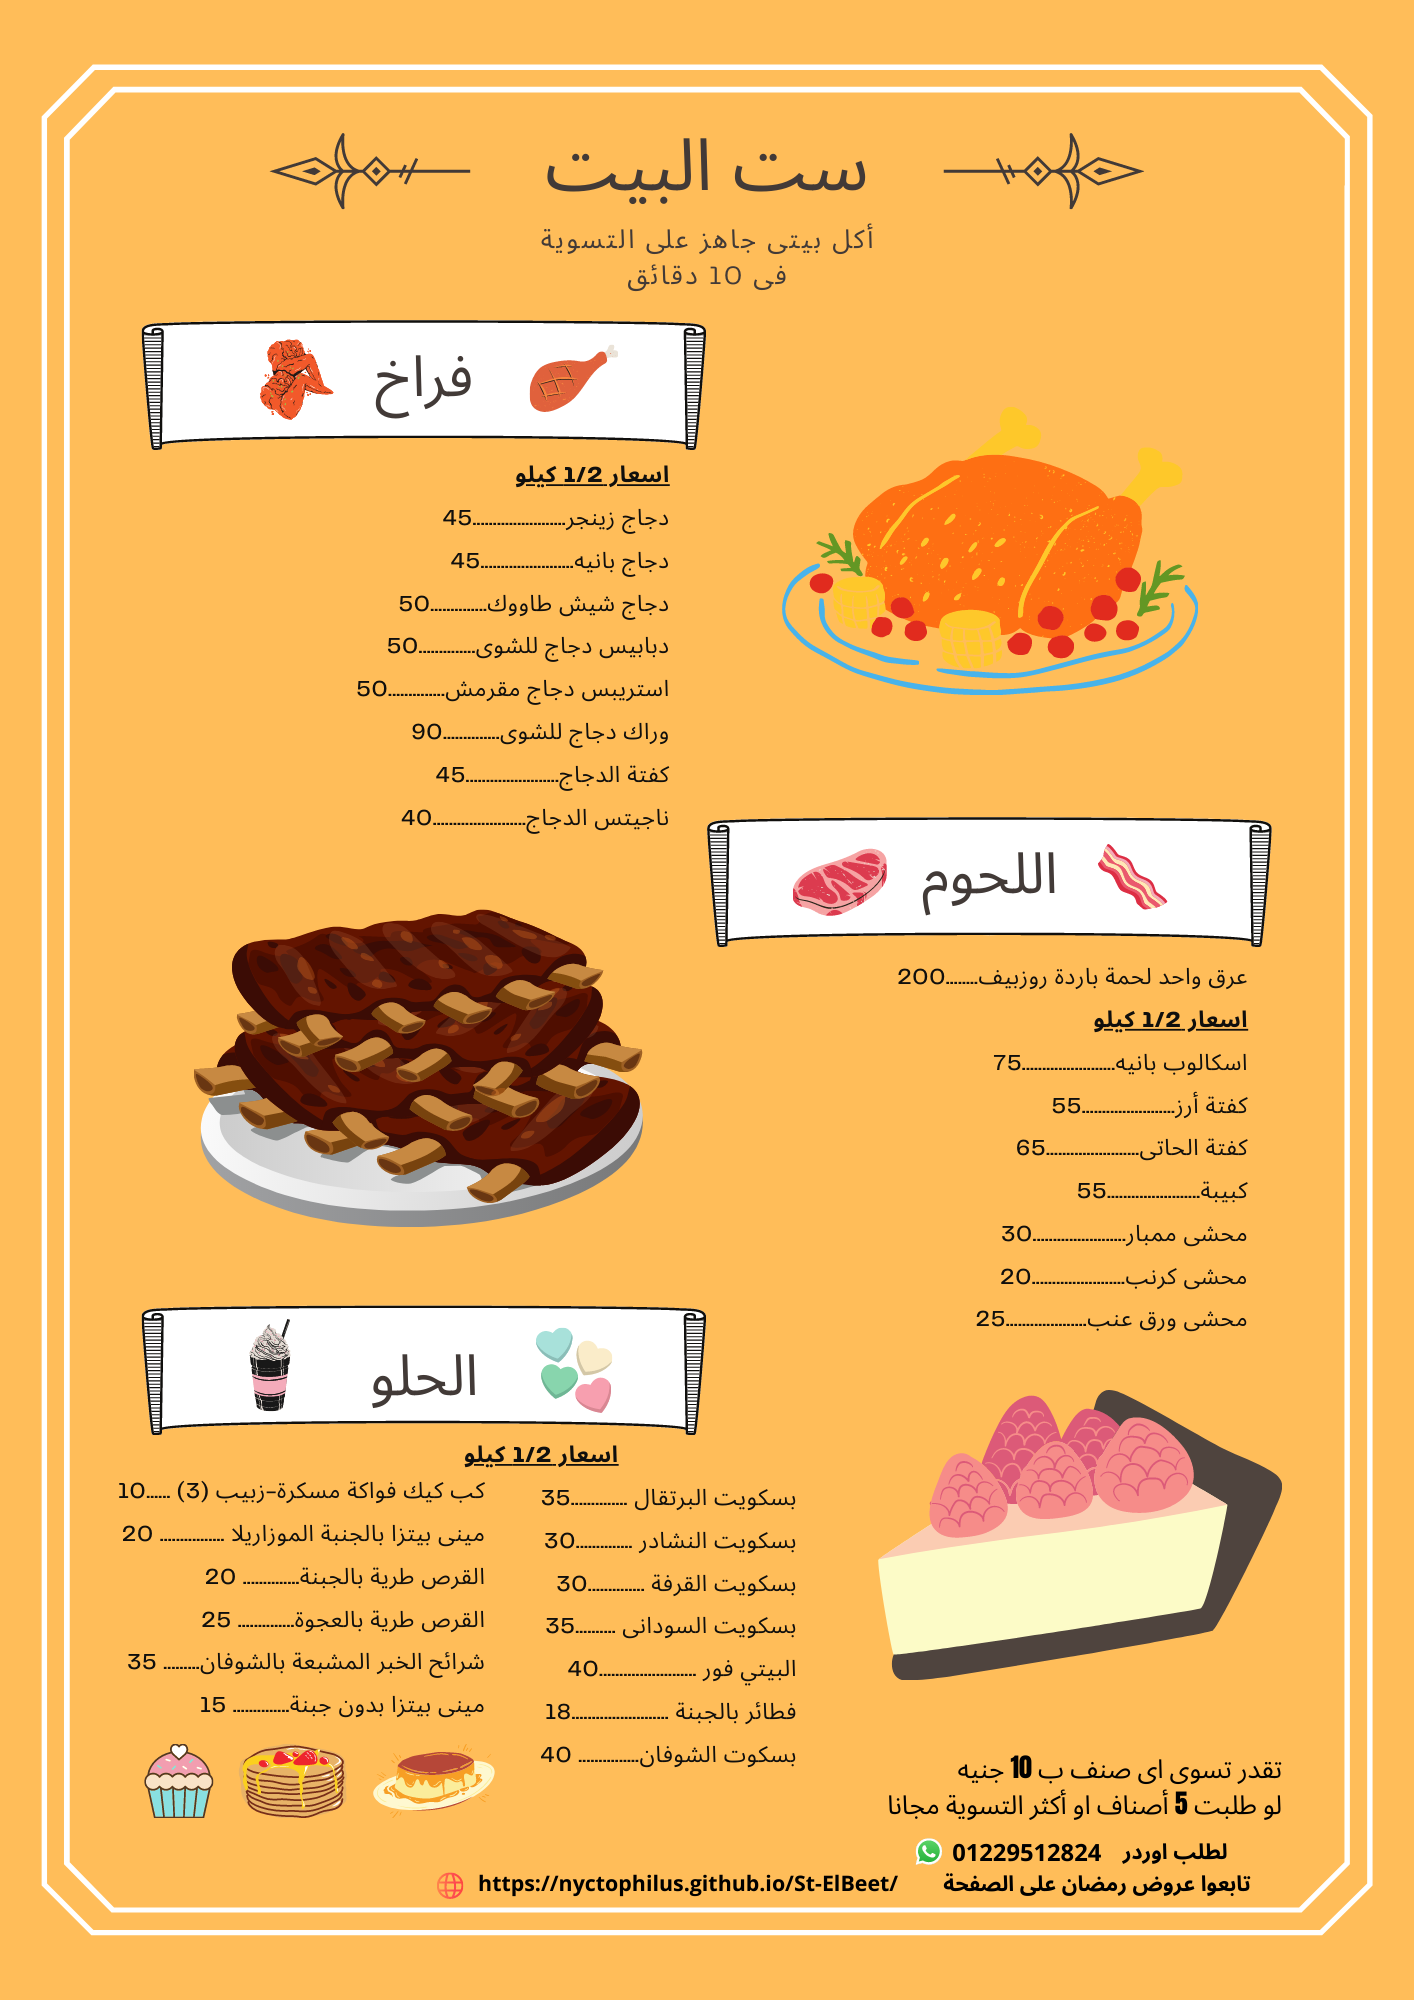 ست البيت
أكل بيتى جاهز على التسوية
فى 10 دقائق
فراخ
اسعار 1/2 كيلو
دجاج زينجر.......................45
دجاج بانيه.......................45
دجاج شيش طاووك..............50
دبابيس دجاج للشوى..............50
استريبس دجاج مقرمش..............50
وراك دجاج للشوى..............90
كفتة الدجاج.......................45
ناجيتس الدجاج.......................40
اللحوم
عرق واحد لحمة باردة روزبيف........200
اسعار 1/2 كيلو
اسكالوب بانيه.......................75
كفتة أرز.......................55
كفتة الحاتى.......................65
كبيبة.......................55
محشى ممبار.......................30
محشى كرنب.......................20
محشى ورق عنب....................25
الحلو
اسعار 1/2 كيلو
بسكويت البرتقال ..............35
بسكويت النشادر ..............30
بسكويت القرفة ..............30
بسكويت السودانى ..........35
البيتي فور ........................40
فطائر بالجبنة ........................18
بسكوت الشوفان............... 40
كب كيك فواكة مسكرة-زبيب (3) ......10
مينى بيتزا بالجنبة الموزاريلا ................ 20
القرص طرية بالجبنة.............. 20
القرص طرية بالعجوة.............. 25
شرائح الخبر المشبعة بالشوفان......... 35
مينى بيتزا بدون جبنة.............. 15
تقدر تسوى اى صنف ب 10 جنيه
لو طلبت 5 أصناف او أكثر التسوية مجانا
لطلب اوردر 01229512824
تابعوا عروض رمضان على الصفحة https://nyctophilus.github.io/St-ElBeet/